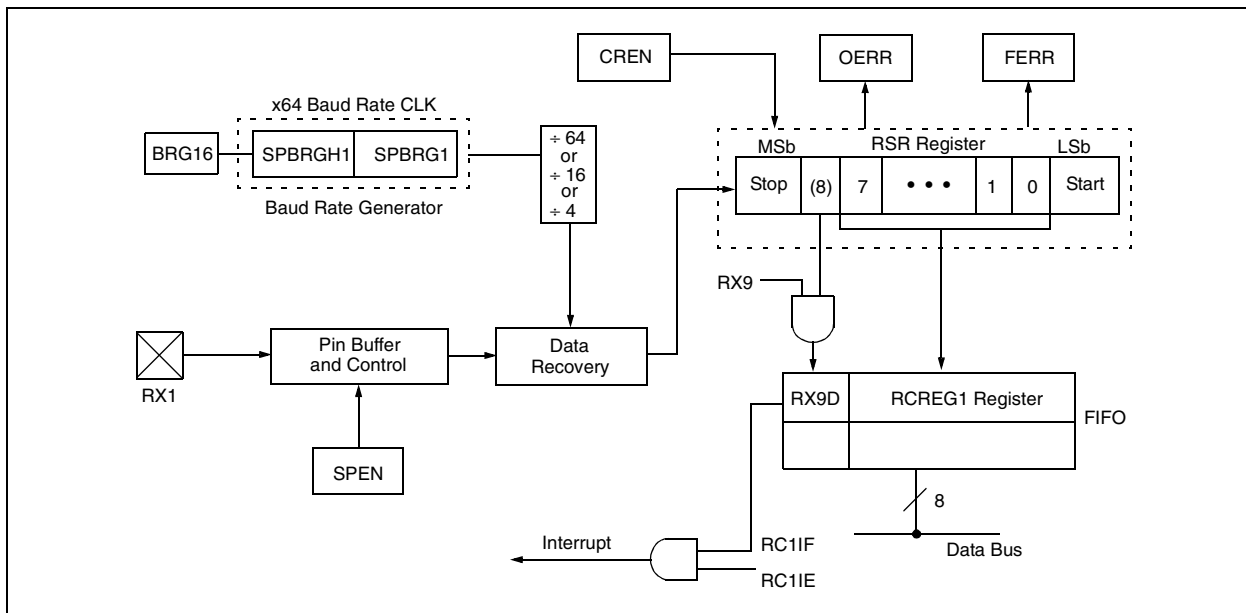 CREN
OERR
FERR
x64 Baud Rate CLK
BRG16
SPBRGH1
SPBRG1
Baud Rate Generator
÷ 64
or
÷ 16
or
÷ 4
MSb
RSR Register
LSb
Stop
(8)
7
• • •
1
0
Start
RX9
Pin Buffer
and Control
Data
Recovery
RX1
SPEN
RX9D
RCREG1 Register
FIFO
8
Data Bus
Interrupt
RC1IF
RC1IE